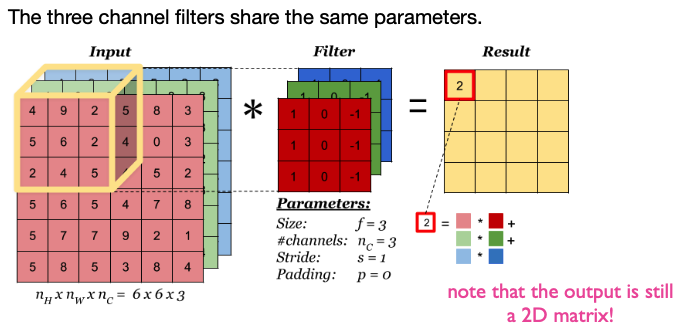 The three channel filters share the same parameters.
Input Filter Result
4 9 2 5 8 3
5 6 2 4 0 3
2 4 5 5 2
5 6 5 4 7 8
5 7 7 9 2 1
5 8 5 3 8 4
n_H x n_W x n_C = 6 x 6 x 3
*
1 0 -1
1 0 -1
1 0 -1
1 0 -1
Parameters:
Size: f = 3
#channels: n_C = 3
Stride: s = 1
Padding: p = 0
=
2
2 = * +
* +
*
note that the output is still
a 2D matrix!